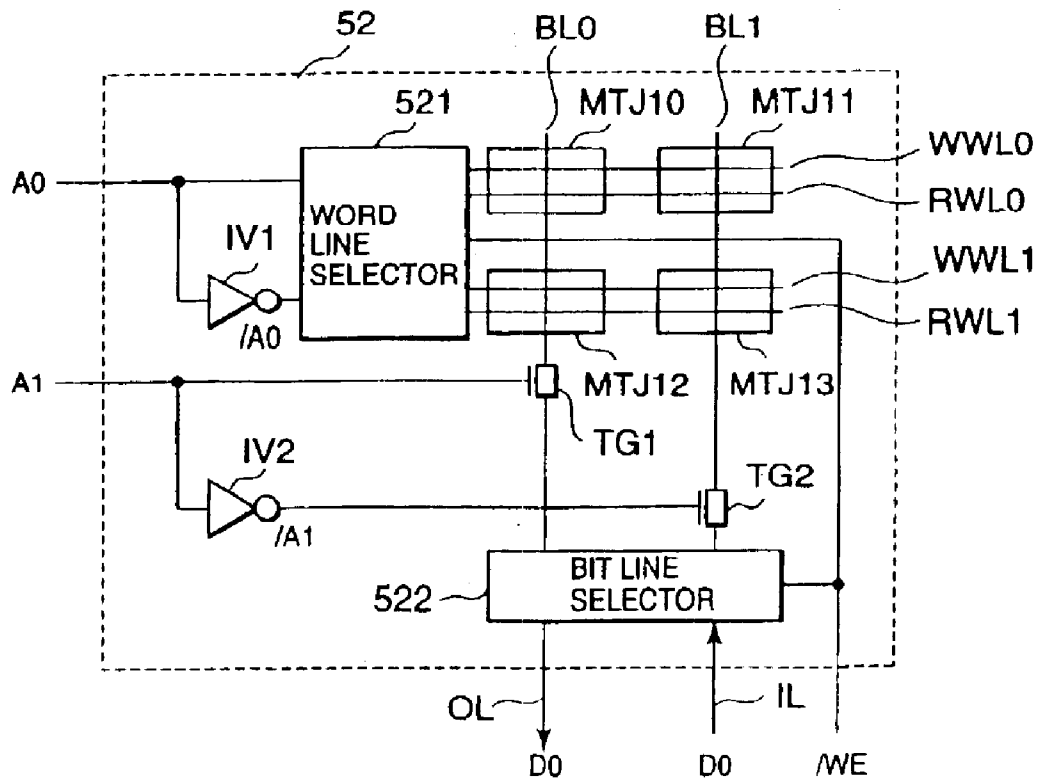 52
BL0
BL1
521
MTJ10
MTJ11
WWL0
A0
RWL0
WORD
LINE
SELECTOR
IV1
WWL1
/A0
RWL1
A1
MTJ12
MTJ13
TG1
IV2
TG2
/A1
522
BIT LINE
SELECTOR
OL
IL
D0
D0
/WE